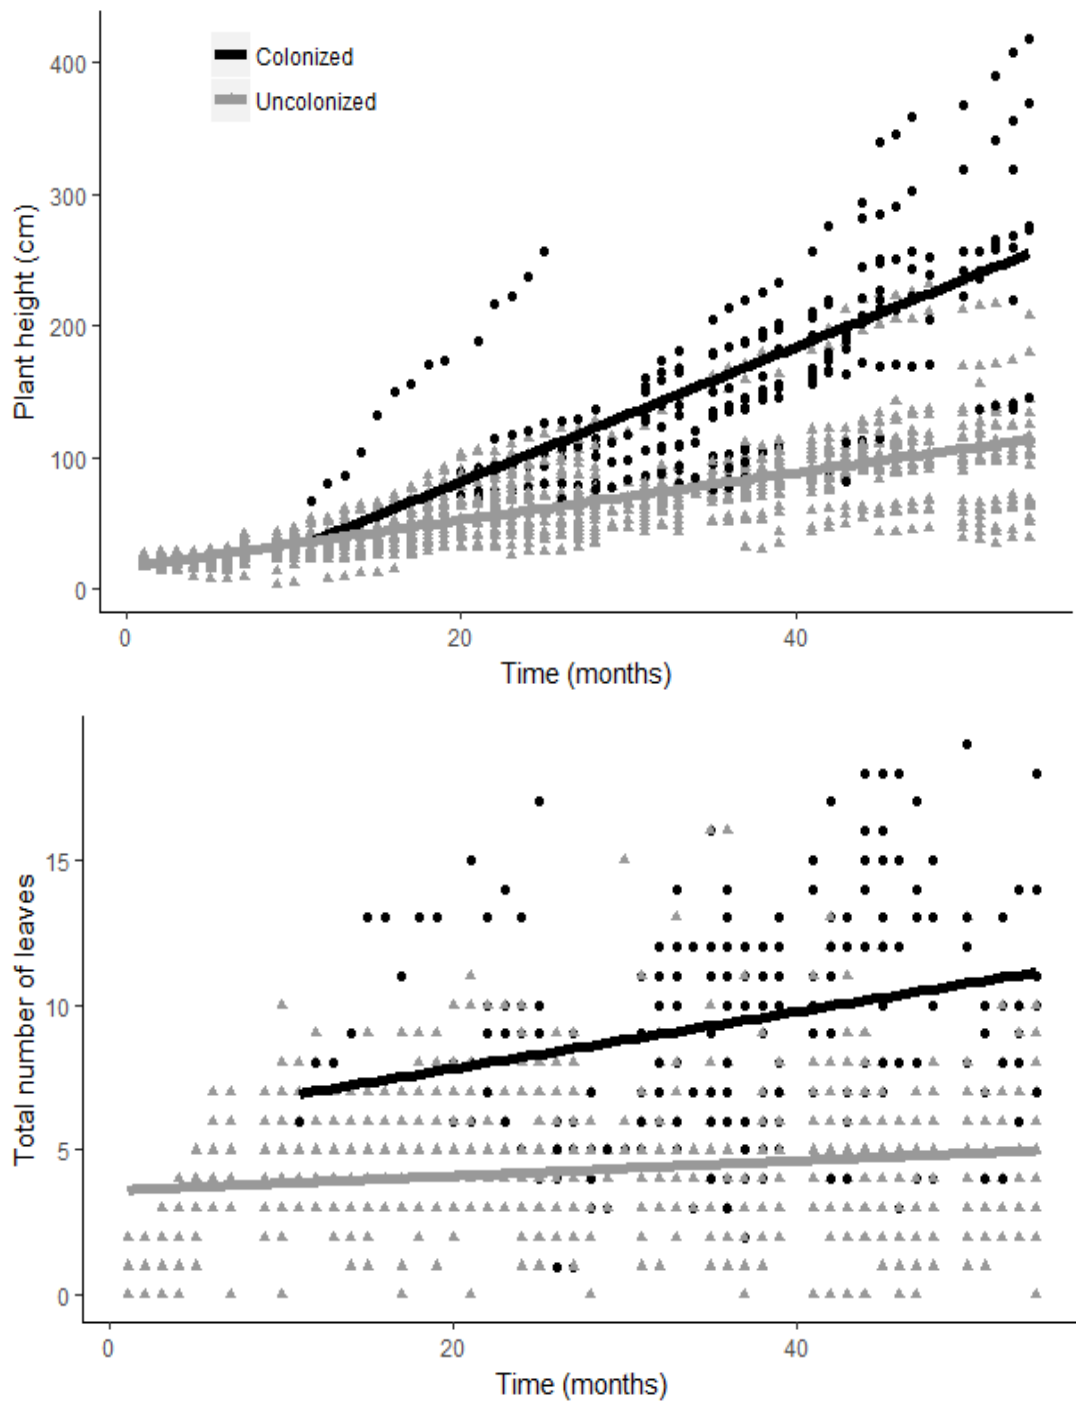 400
300
200
100
0
Plant height (cm)
Colonized
Uncolonized
0 20 40
Time (months)
15
10
5
0
Total number of leaves
0 20 40
Time (months)